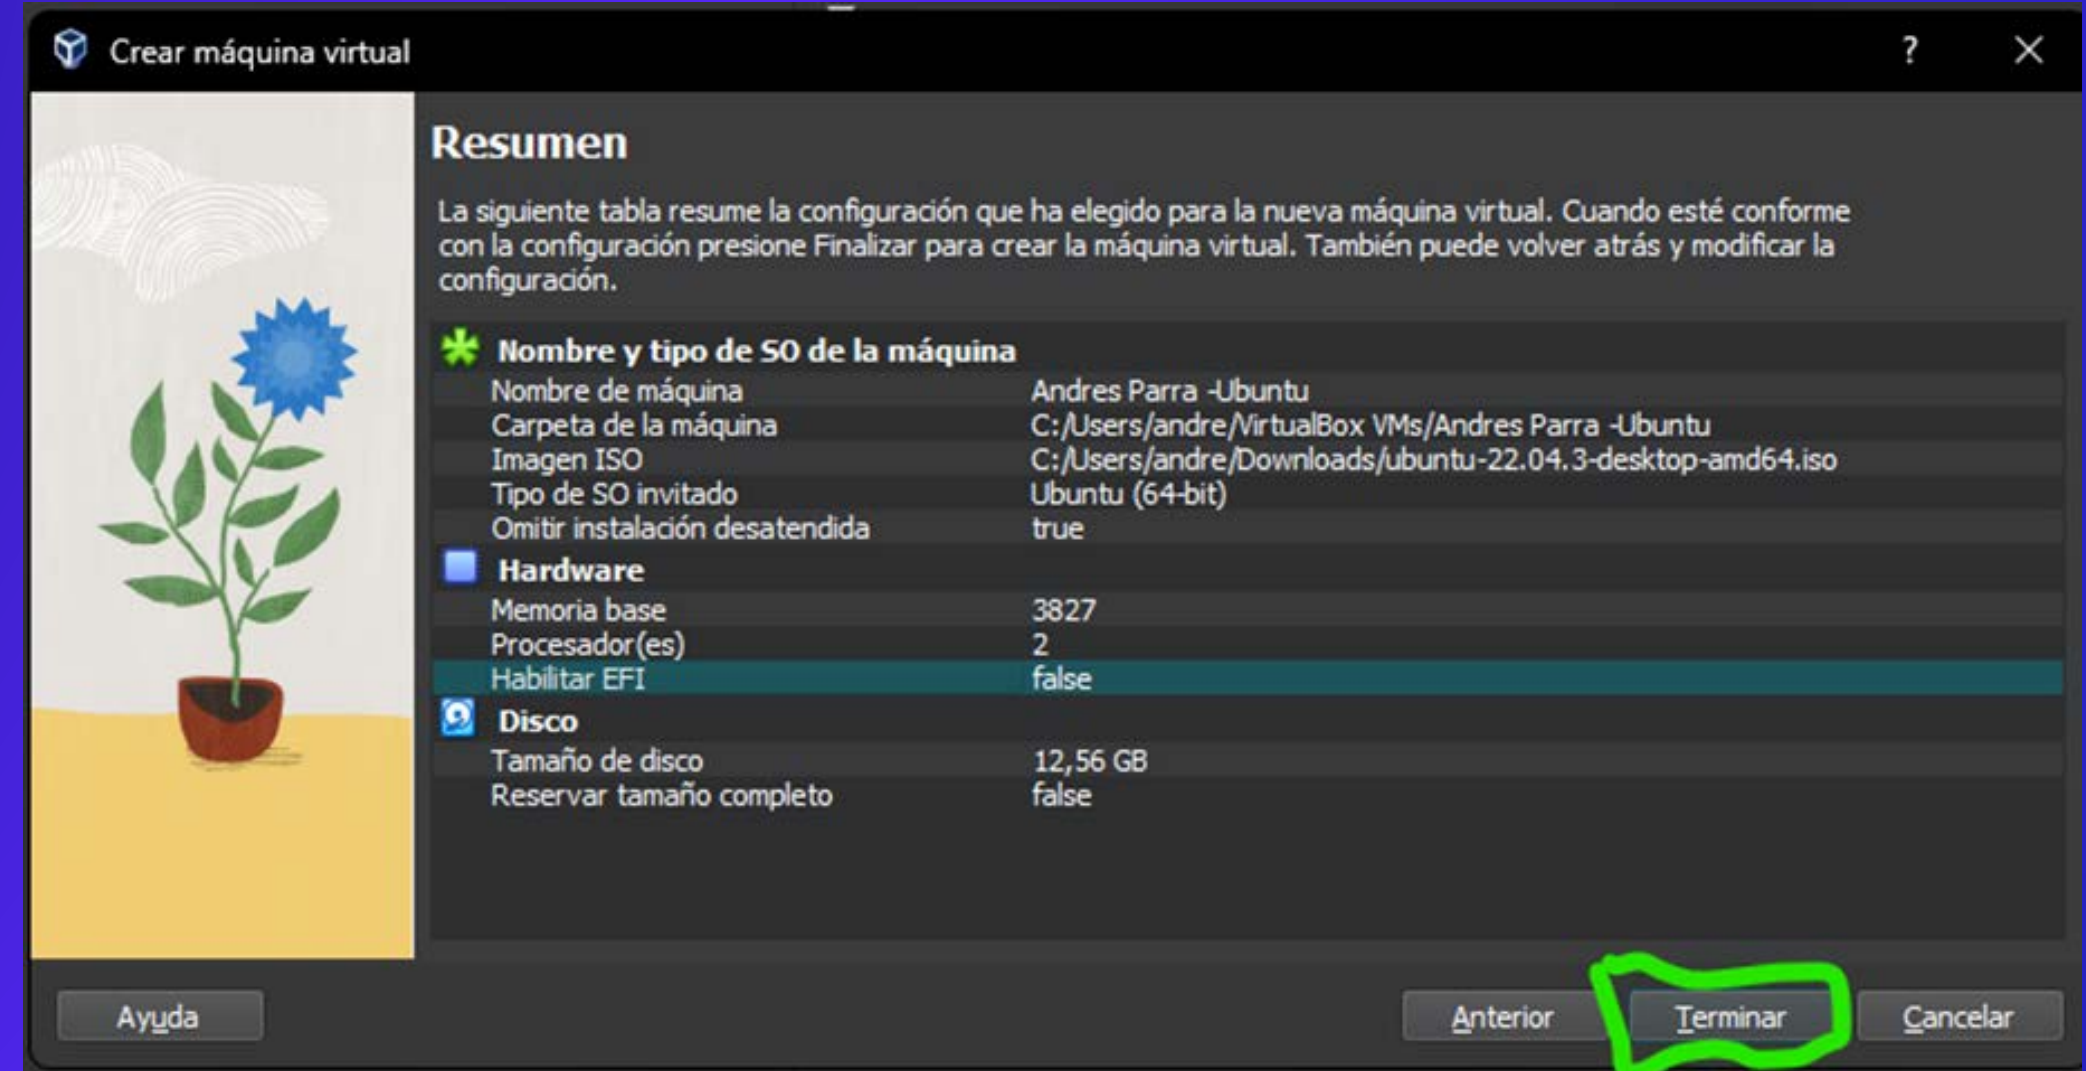 Crear máquina virtual
?
Resumen
La siguiente tabla resume la configuración que ha elegido para la nueva máquina virtual. Cuando esté conforme
con la configuración presione Finalizar para crear la máquina virtual. También puede volver atrás y modificar la
configuración.
Nombre y tipo de SO de la máquina
Nombre de máquina Andres Parra -Ubuntu
Carpeta de la máquina C:/Users/andre/VirtualBox VMs/Andres Parra -Ubuntu
Imagen ISO C:/Users/andre/Downloads/ubuntu-22.04.3-desktop-amd64.iso
Tipo de SO invitado Ubuntu (64-bit)
Omitir instalación desatendida true
Hardware
Memoria base 3827
Procesador(es) 2
Habilitar EFI false
Disco
Tamaño de disco 12,56 GB
Reservar tamaño completo false
Ayuda Anterior Terminar Cancelar